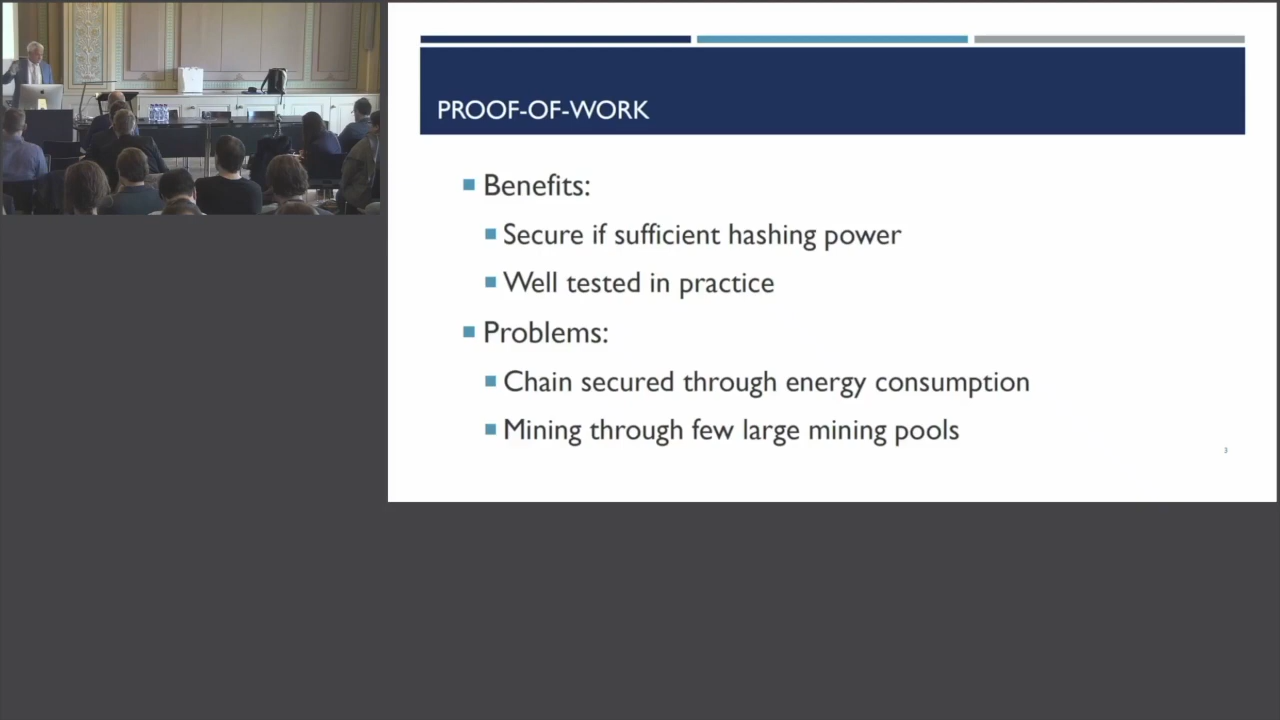 PROOF-OF-WORK
Benefits:
Secure if sufficient hashing power
Well tested in practice
Problems:
Chain secured through energy consumption
Mining through few large mining pools
3